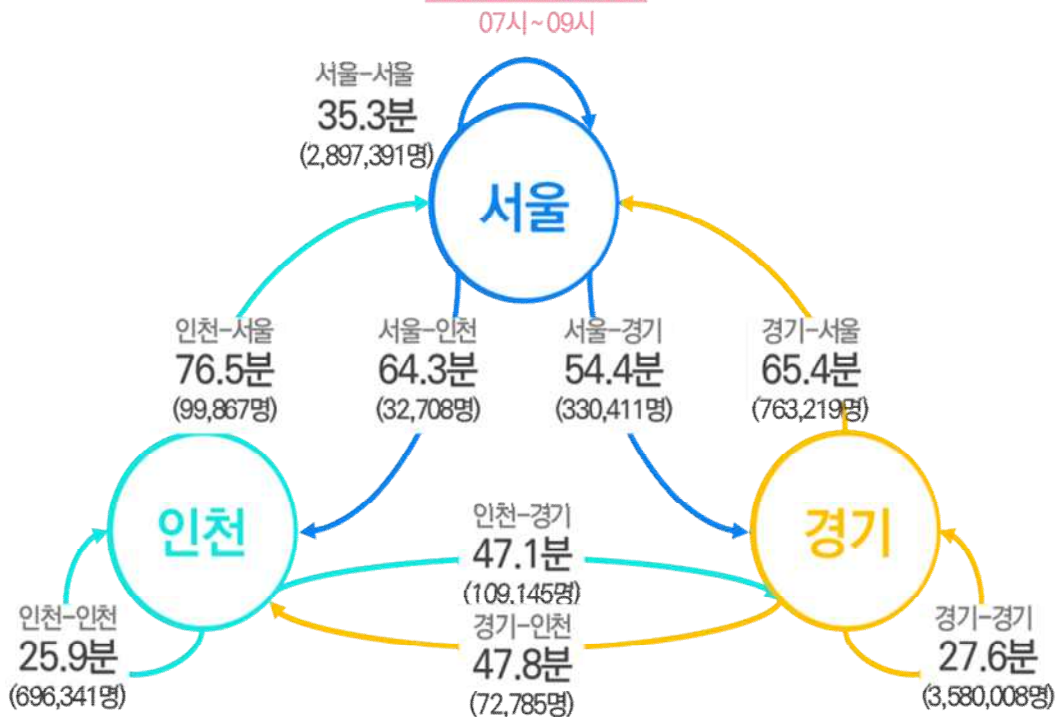 07시~09시
서울-서울
35.3분
(2,897,391명)
서울
인천-서울
76.5분
(99,867명)
서울-인천
64.3분
(32,708명)
서울-경기
54.4분
(330,411명)
경기-서울
65.4분
(763,219명)
인천
경기
인천-경기
47.1분
(109,145명)
경기-인천
47.8분
(72,785명)
인천-인천
25.9분
(696,341명)
경기-경기
27.6분
(3,580,008명)